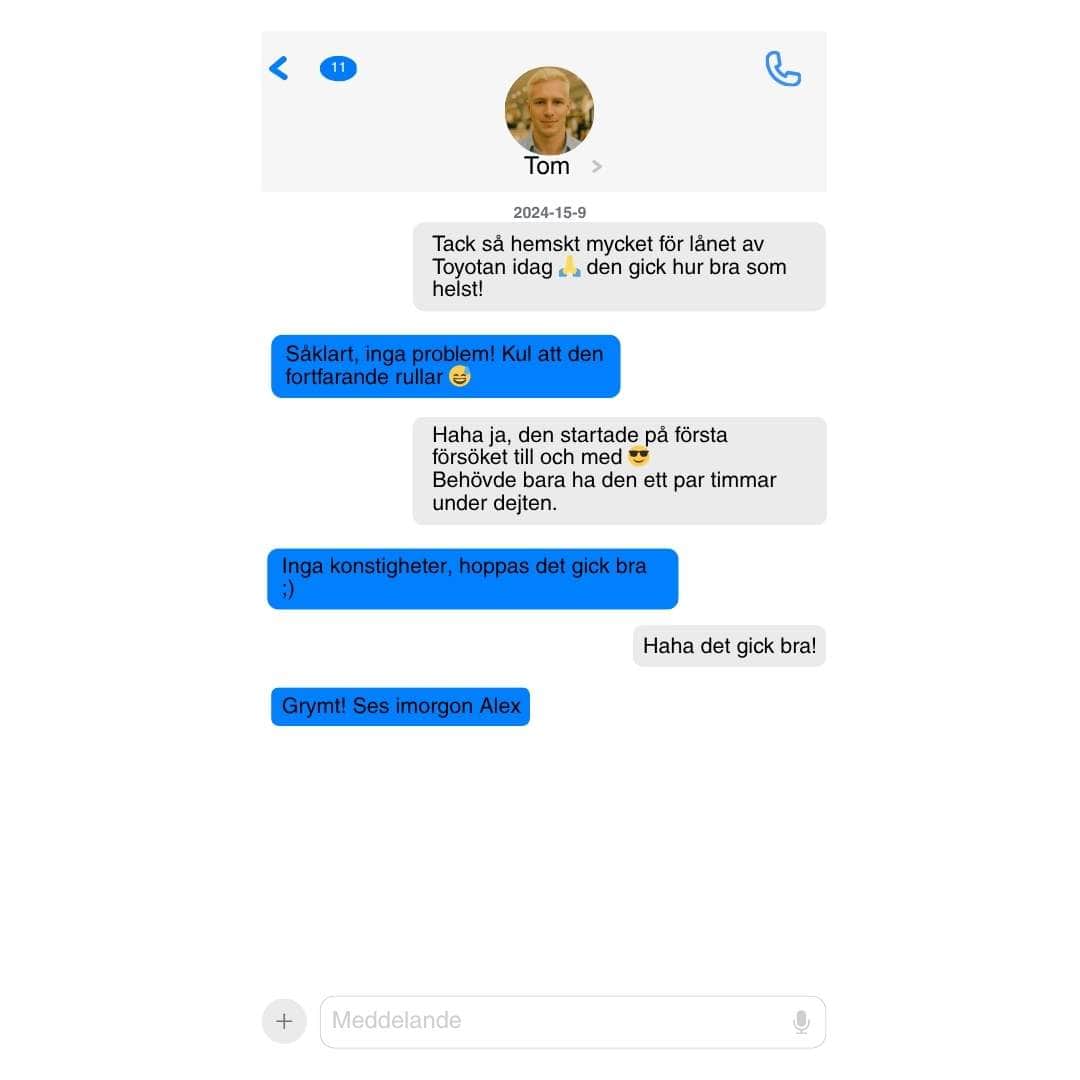 11
Tom
2024-15-9
Tack så hemskt mycket för lånet av
Toyotan idag 🙏 den gick hur bra som
helst!
Såklart, inga problem! Kul att den
fortfarande rullar 😅
Haha ja, den startade på första
försöket till och med 😎
Behövde bara ha den ett par timmar
under dejten.
Inga konstigheter, hoppas det gick bra
;)
Haha det gick bra!
Grymt! Ses imorgon Alex
Meddelande